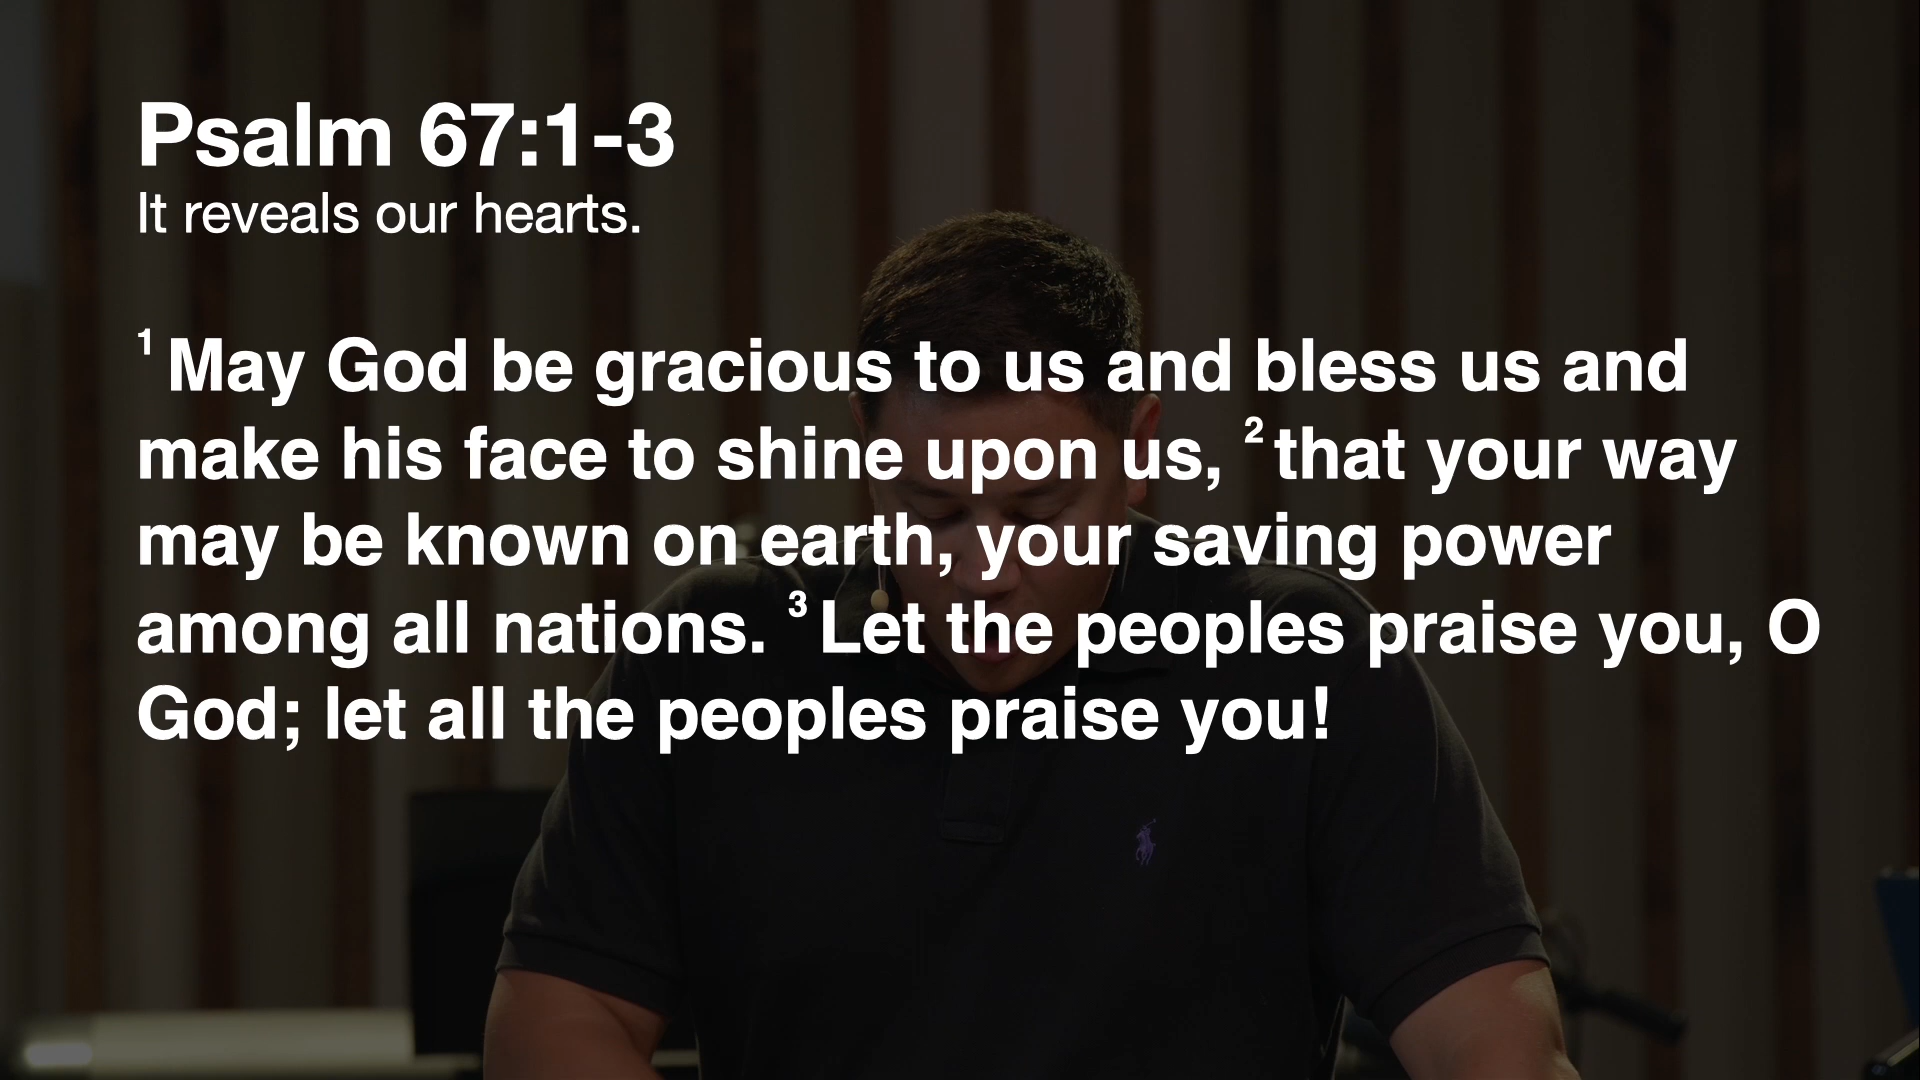 Psalm 67:1-3
It reveals our hearts.
1 May God be gracious to us and bless us and
make his face to shine upon us, 2 that your way
may be known on earth, your saving power
among all nations. 3 Let the peoples praise you, O
God; let all the peoples praise you!